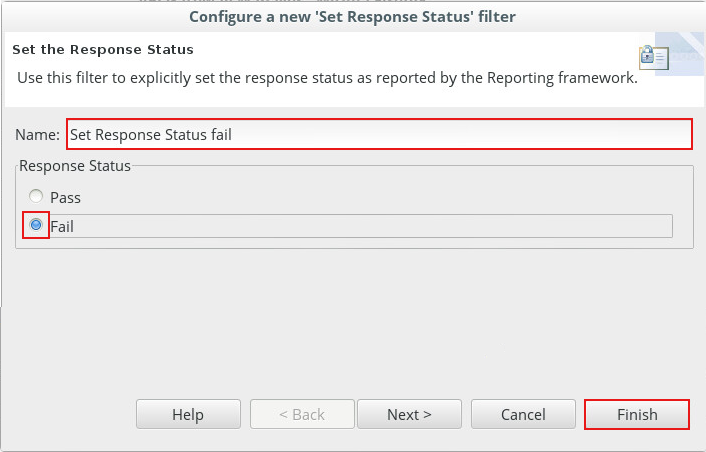 Configure a new 'Set Response Status' filter
Set the Response Status
Use this filter to explicitly set the response status as reported by the Reporting framework.
Name: Set Response Status fail
Response Status
Pass
Fail
Help < Back Next > Cancel Finish